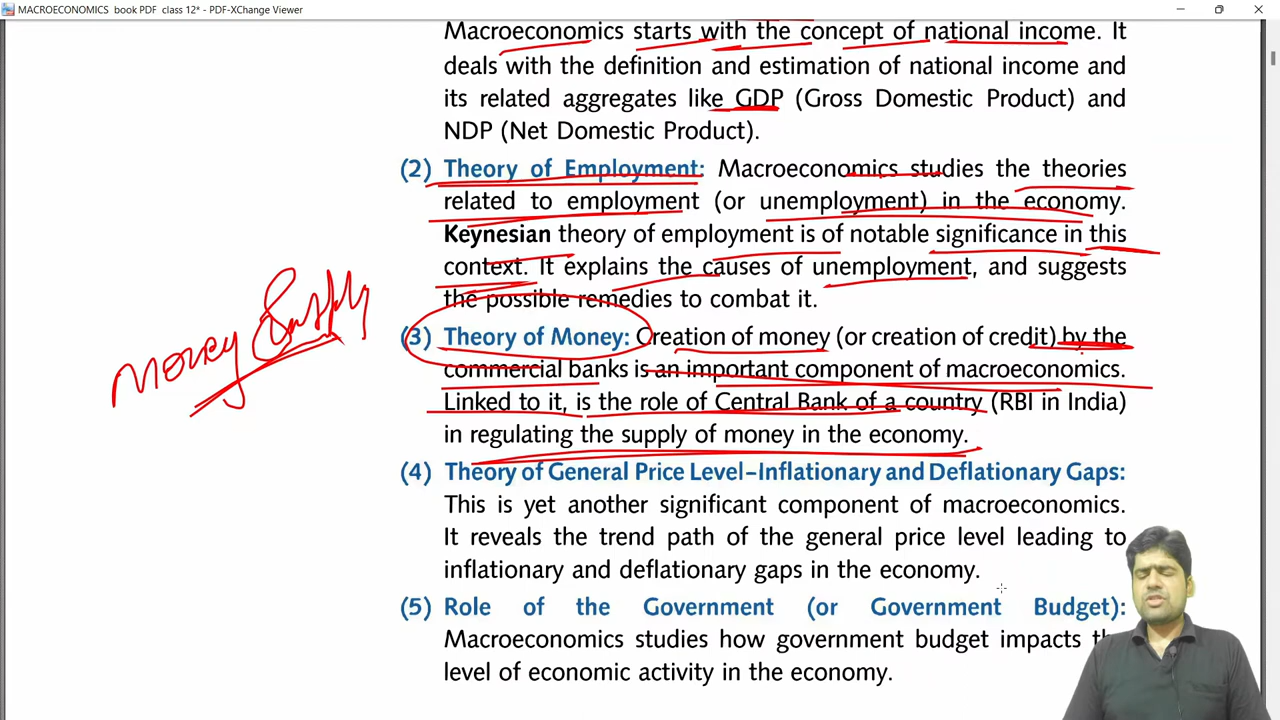 MACROECONOMICS book PDF class 12* - PDF-XChange Viewer
Macroeconomics starts with the concept of national income. It
deals with the definition and estimation of national income and
its related aggregates like GDP (Gross Domestic Product) and
NDP (Net Domestic Product).
(2) Theory of Employment: Macroeconomics studies the theories
related to employment (or unemployment) in the economy.
Keynesian theory of employment is of notable significance in this
context. It explains the causes of unemployment, and suggests
the possible remedies to combat it.
Money Supply
(3) Theory of Money: Creation of money (or creation of credit) by the
commercial banks is an important component of macroeconomics.
Linked to it, is the role of Central Bank of a country (RBI in India)
in regulating the supply of money in the economy.
(4) Theory of General Price Level–Inflationary and Deflationary Gaps:
This is yet another significant component of macroeconomics.
It reveals the trend path of the general price level leading to
inflationary and deflationary gaps in the economy.
(5) Role of the Government (or Government Budget):
Macroeconomics studies how government budget impacts
level of economic activity in the economy.